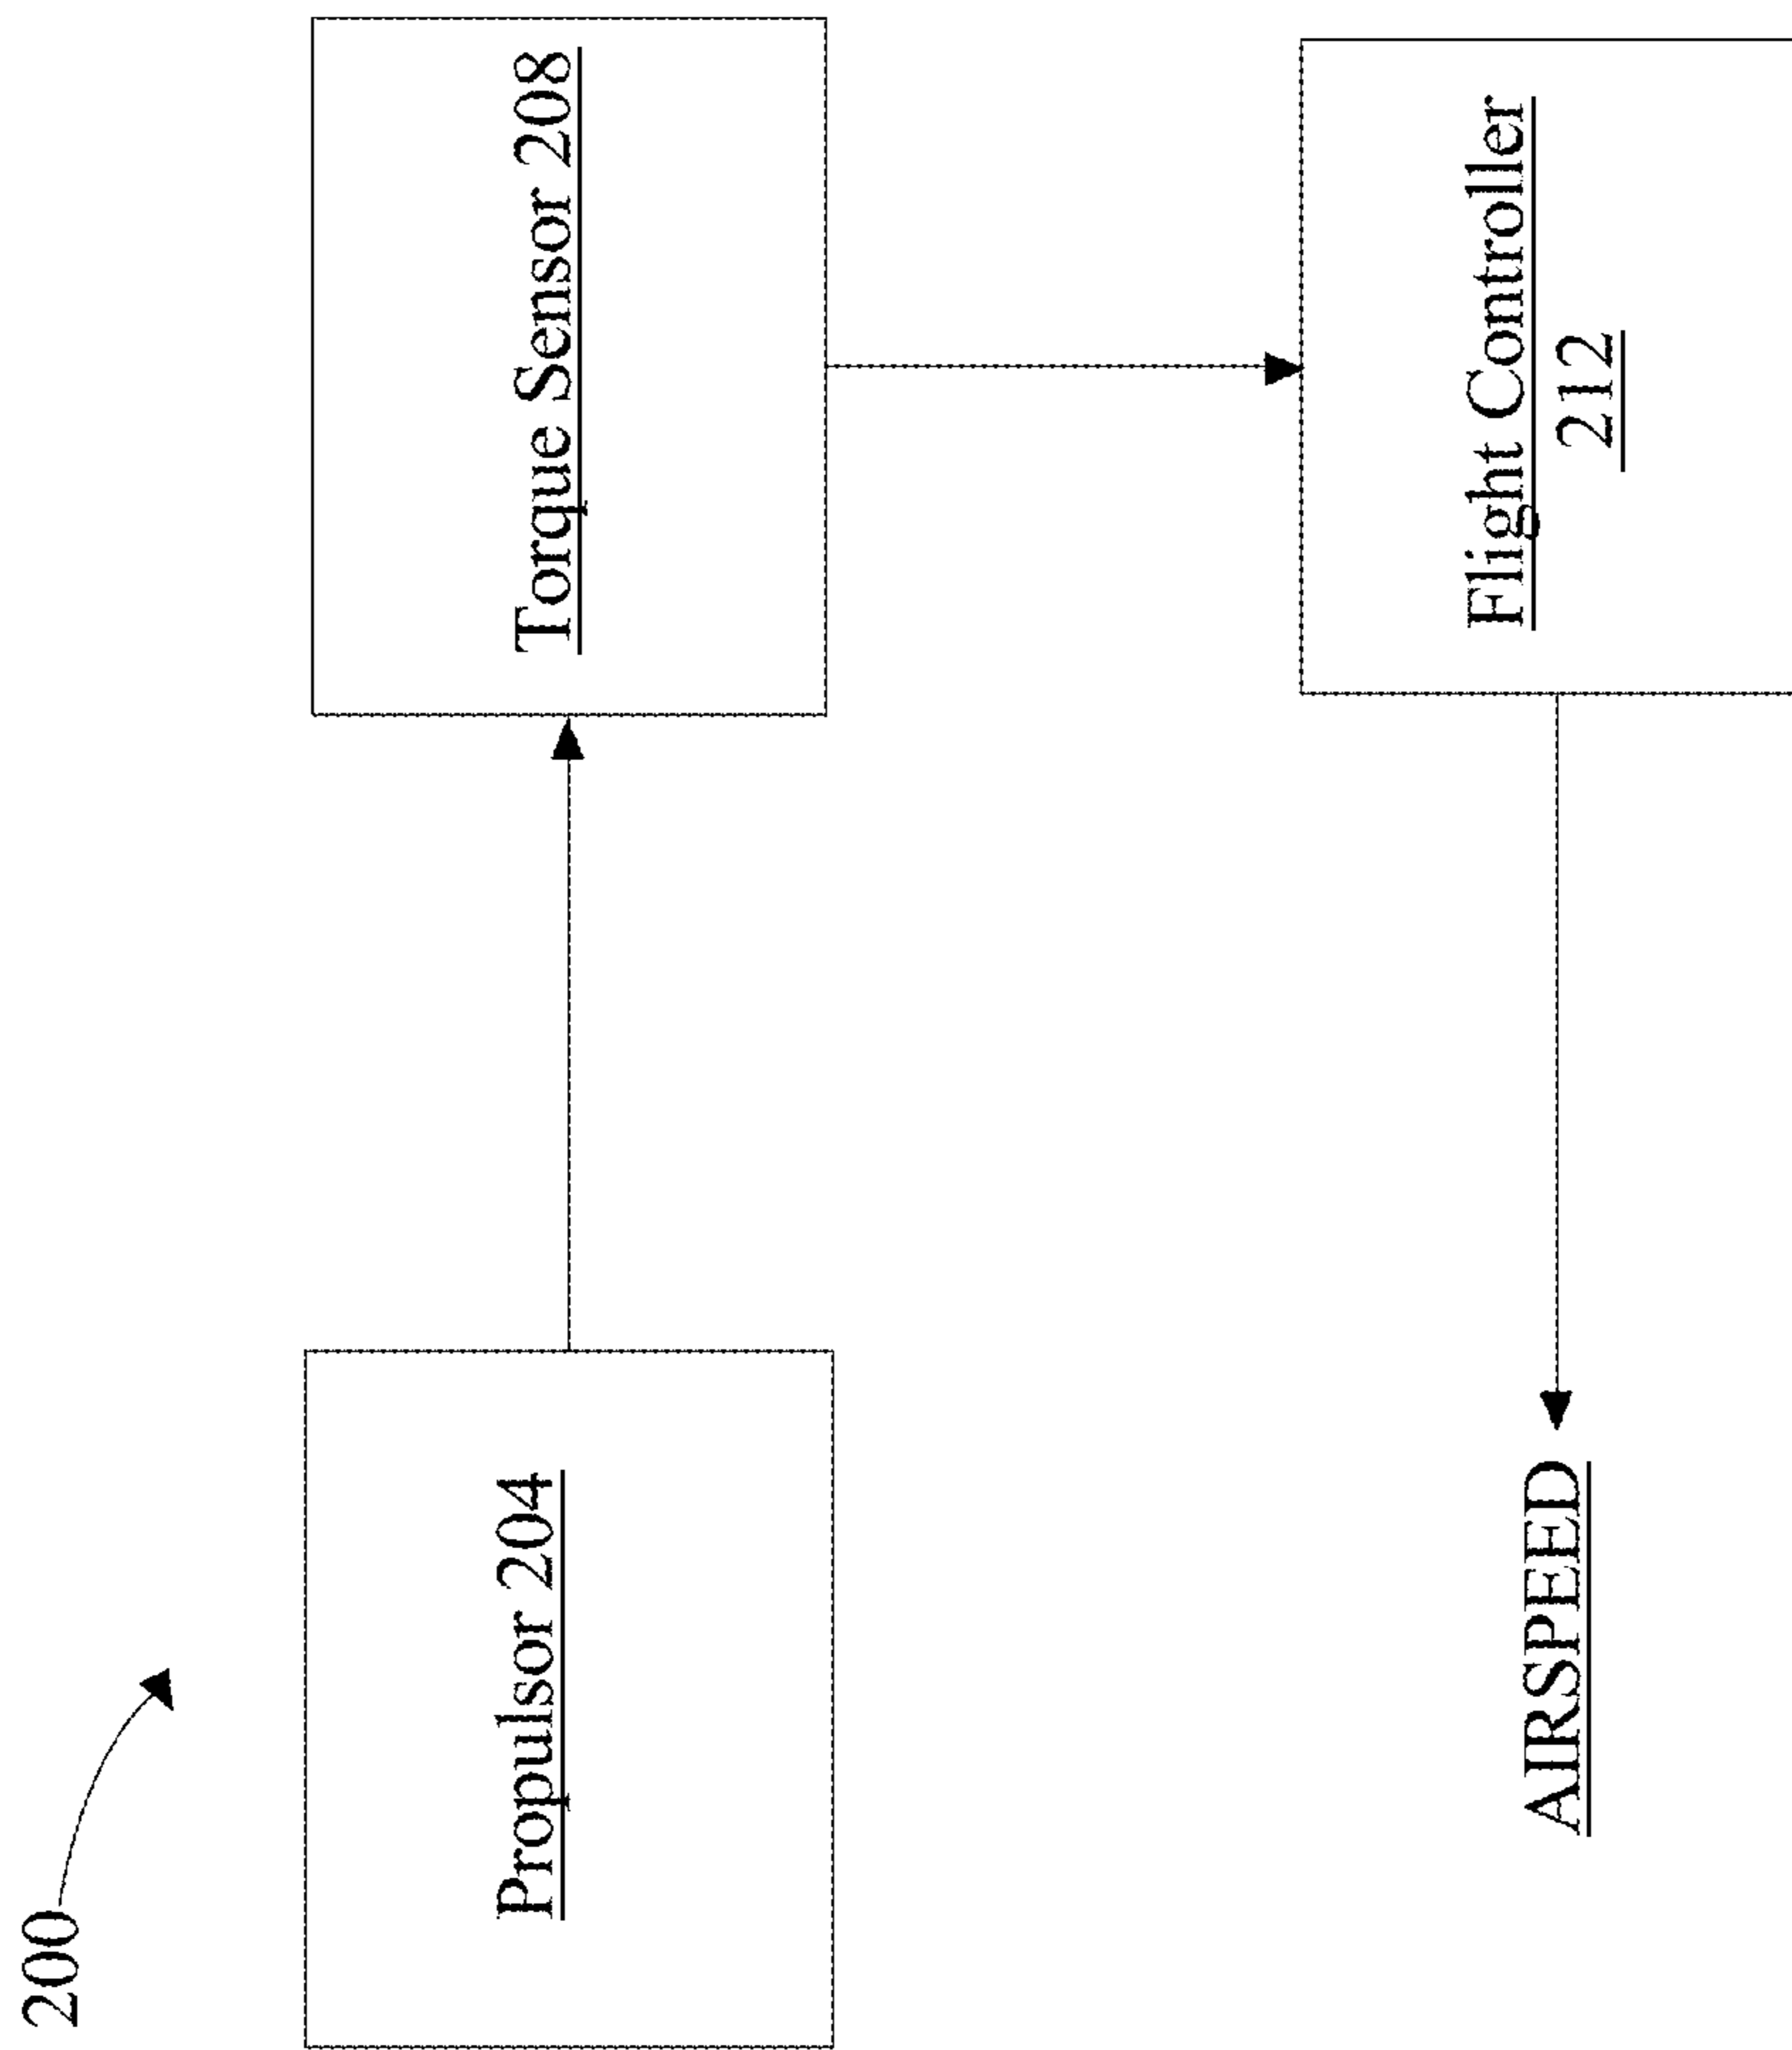 200
Propulsor 204
Torque Sensor 208
AIRSPEED
Flight Controller
212